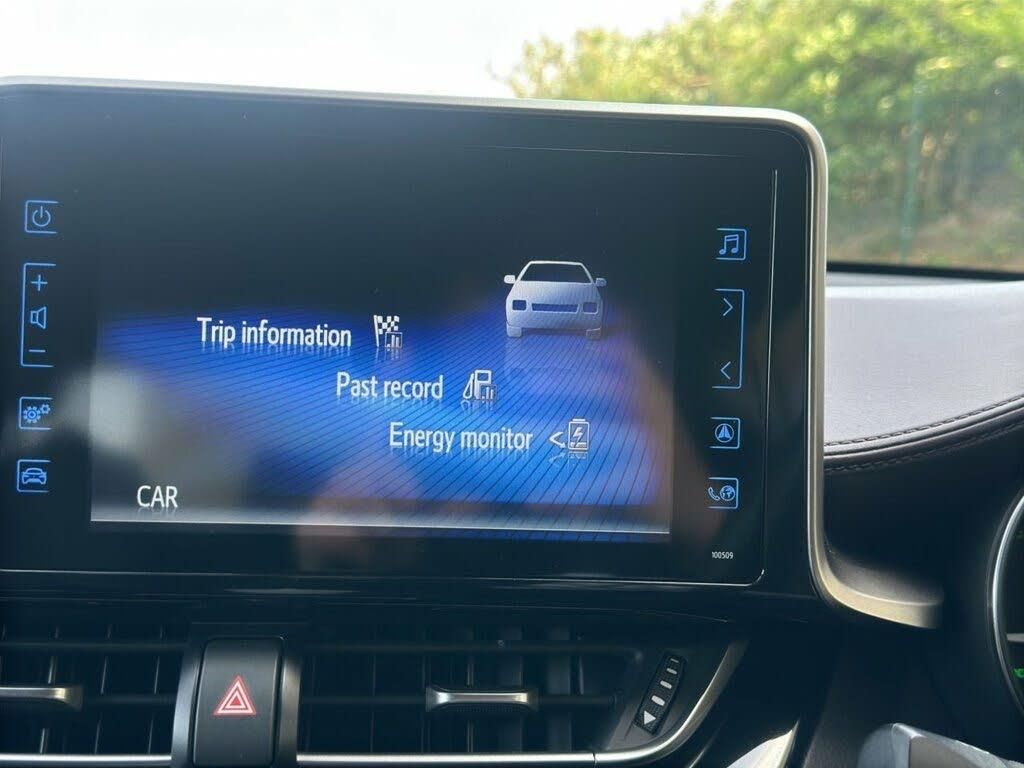 Trip information
Past record
Energy monitor
CAR
100509